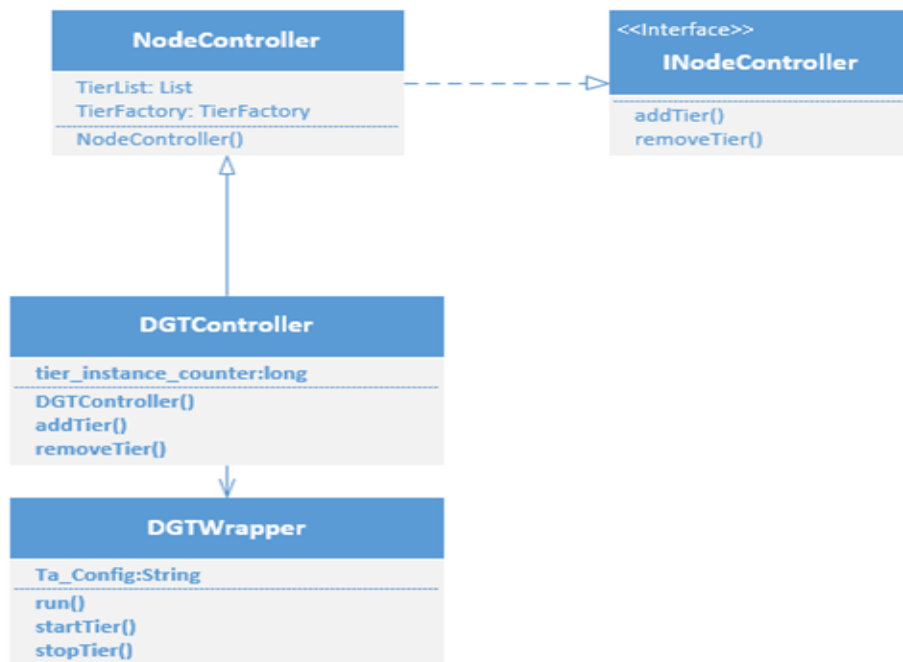 NodeController
TierList: List
TierFactory: TierFactory
NodeController()
<<Interface>>
INodeController
addTier()
removeTier()
DGTController
tier_instance_counter:long
DGTController()
addTier()
removeTier()
DGTWrapper
Ta_Config:String
run()
startTier()
stopTier()